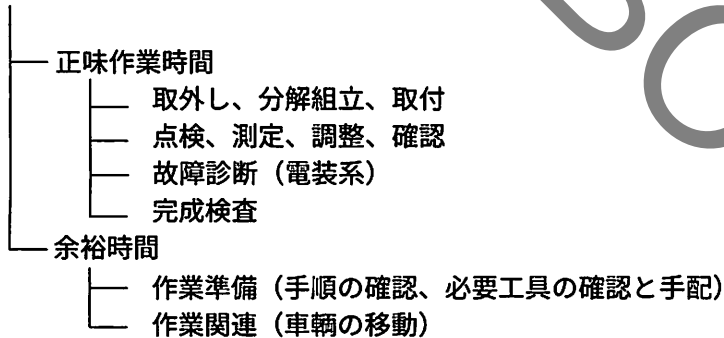 正味作業時間
取外し、分解組立、取付
点検、測定、調整、確認
故障診断（電装系）
完成検査
余裕時間
作業準備（手順の確認、必要工具の確認と手配）
作業関連（車輌の移動）